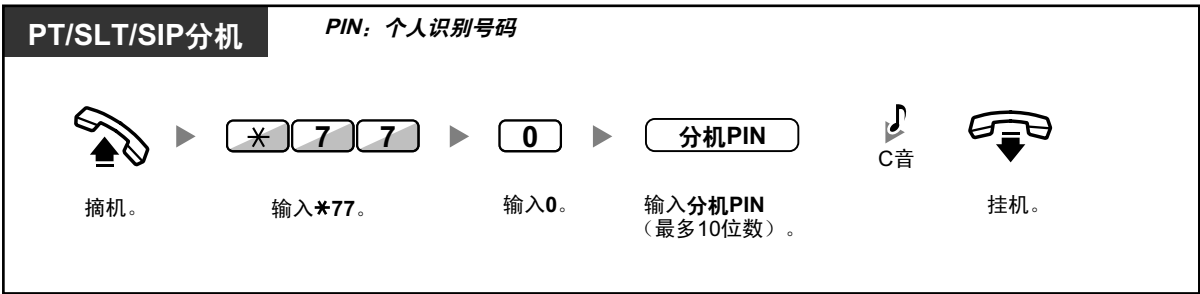 PT/SLT/SIP分机
PIN：个人识别号码
* 7 7
0
分机PIN
C音
摘机。
输入*77。
输入0。
输入分机PIN
（最多10位数）。
挂机。